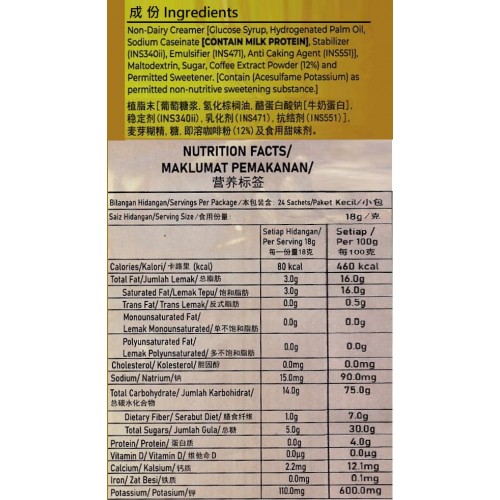 成 份 Ingredients
Non-Dairy Creamer [Glucose Syrup, Hydrogenated Palm Oil,
Sodium Caseinate [CONTAIN MILK PROTEIN], Stabilizer
(INS340ii), Emulsifier (INS471), Anti Caking Agent (INS551)],
Maltodextrin, Sugar, Coffee Extract Powder (12%) and
Permitted Sweetener. [Contain (Acesulfame Potassium) as
permitted non-nutritive sweetening substance.]
植脂末 [葡萄糖浆, 氢化棕榈油, 酪蛋白酸钠 [牛奶蛋白],
稳定剂 (INS340ii), 乳化剂 (INS471), 抗结剂 (INS551)],
麦芽糊精, 糖, 即溶咖啡粉 (12%) 及食用甜味剂。
NUTRITION FACTS/
MAKLUMAT PEMAKANAN/
营养标签
Bilangan Hidangan/Servings Per Package/本包装含: 24 Sachets/Paket Kecil/小包
Saiz Hidangan/Serving Size /食用份量 18g /克
Setiap Hidangan/ Setiap /
Per Serving 18g Per 100g
每一份量18克 每100克
Calories/Kalori/卡路里 (kcal) 80 kcal 460 kcal
Total Fat/Jumlah Lemak/总脂肪 3.0g 16.0g
Saturated Fat/Lemak Tepu/饱和脂肪 3.0g 16.0g
Trans Fat/ Trans Lemak/反式脂肪 0.0g 0.5g
Monounsaturated Fat/
Lemak Monounsaturated/单不饱和脂肪 0.0g 0.0g
Polyunsaturated Fat/
Lemak Polyunsaturated/多不饱和脂肪 0.0g 0.0g
Cholesterol/ Kolesterol/ 胆固醇 0.0mg 0.0mg
Sodium/ Natrium/钠 15.0mg 90.0mg
Total Carbohydrate/ Jumlah Karbohidrat/ 14.0g 75.0g
总碳水化合物
Dietary Fiber/ Serabut Diet/ 膳食纤维 1.0g 7.0g
Total Sugars/ Jumlah Gula/ 总糖 5.0g 30.0g
Protein/ Protein/ 蛋白质 0.0g 4.0g
Vitamin D/ Vitamin D/ 维他命D 0.0µg 0.0µg
Calcium/ Kalsium/ 钙质 2.2mg 12.1mg
Iron/ Zat Besi/铁质 0.0mg 0.1mg
Potassium/ Potasium/钾 110.0mg 600.0mg